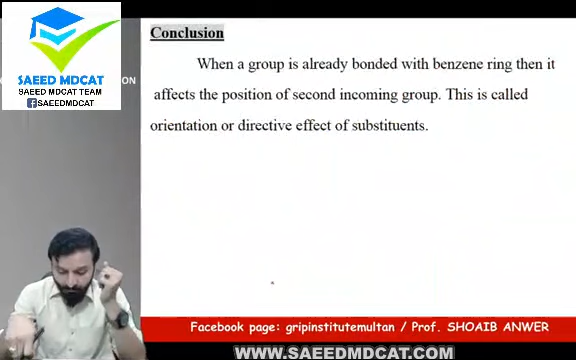 SAEED MDCAT
SAEED MDCAT TEAM
SAEEDMDCAT
ON
Conclusion
When a group is already bonded with benzene ring then it
affects the position of second incoming group. This is called
orientation or directive effect of substituents.
Facebook page: gripinstitutemultan / Prof. SHOAIB ANWER
WWW.SAEEDMDCAT.COM